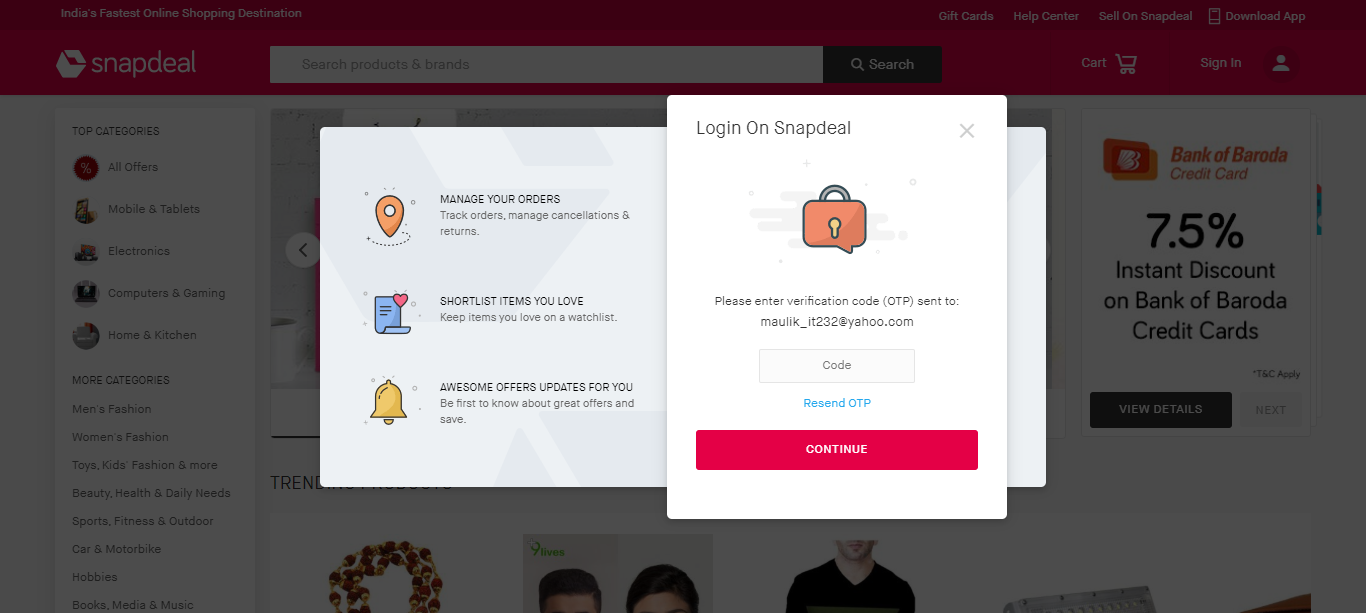 India's Fastest Online Shopping Destination
Gift Cards
Help Center
Sell On Snapdeal
Download App
snapdeal
Search products & brands
Search
Cart
Sign In
TOP CATEGORIES
%
All Offers
Mobile & Tablets
Electronics
Computers & Gaming
Home & Kitchen
MORE CATEGORIES
Men's Fashion
Women's Fashion
Toys, Kids' Fashion & more
Beauty, Health & Daily Needs
Sports, Fitness & Outdoor
Car & Motorbike
Hobbies
Books, Media & Music
MANAGE YOUR ORDERS
Track orders, manage cancellations &
returns.
SHORTLIST ITEMS YOU LOVE
Keep items you love on a watchlist.
AWESOME OFFERS UPDATES FOR YOU
Be first to know about great offers and
save.
Login On Snapdeal
Please enter verification code (OTP) sent to:
maulik_it232@yahoo.com
Code
Resend OTP
CONTINUE
Bank of Baroda
Credit Card
7.5%
Instant Discount
on Bank of Baroda
Credit Cards
*T&C Apply
VIEW DETAILS
NEXT
TRENDING PRODUCTS
9lives